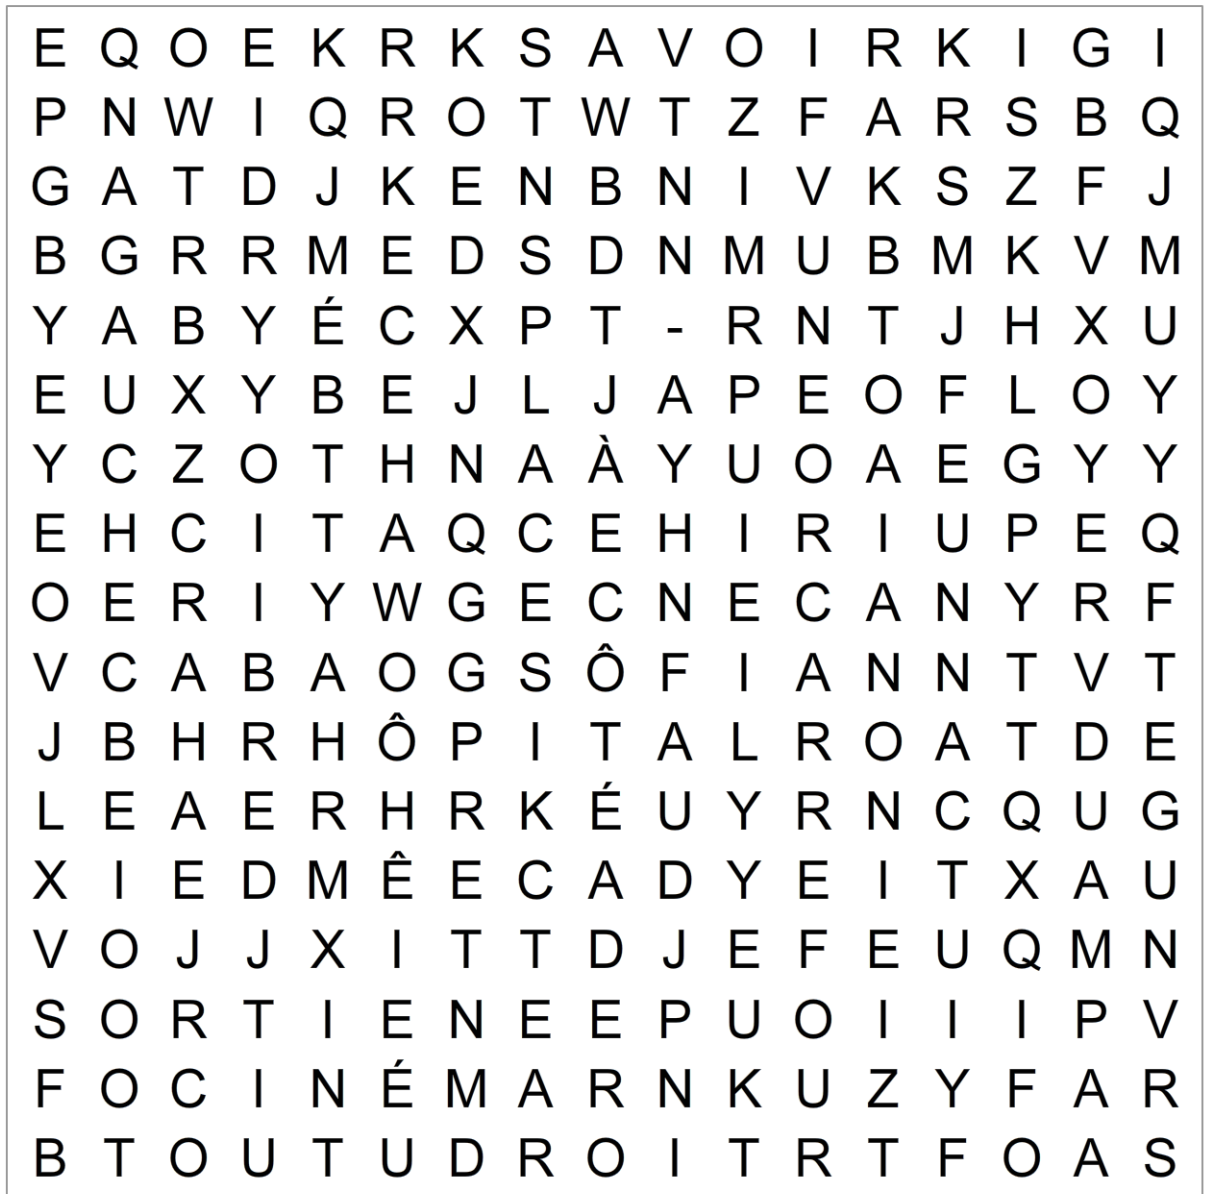 E Q O E K R K S A V O I R K I G I
P N W I Q R O T W T Z F A R S B Q
G A T D J K E N B N I V K S Z F J
B G R R M E D S D N M U B M K V M
Y A B Y É C X P T - R N T J H X U
E U X Y B E J L J A P E O F L O Y
Y C Z O T H N A À Y U O A E G Y Y
E H C I T A Q C E H I R I U P E Q
O E R I Y W G E C N E C A N Y R F
V C A B A O G S Ô F I A N N T V T
J B H R H Ô P I T A L R O A T D E
L E A E R H R K É U Y R N C Q U G
X I E D M Ê E C A D Y E I T X A U
V O J J X I T T D J E F E U Q M N
S O R T I E N E E P U O I I I P V
F O C I N É M A R N K U Z Y F A R
B T O U T U D R O I T R T F O A S